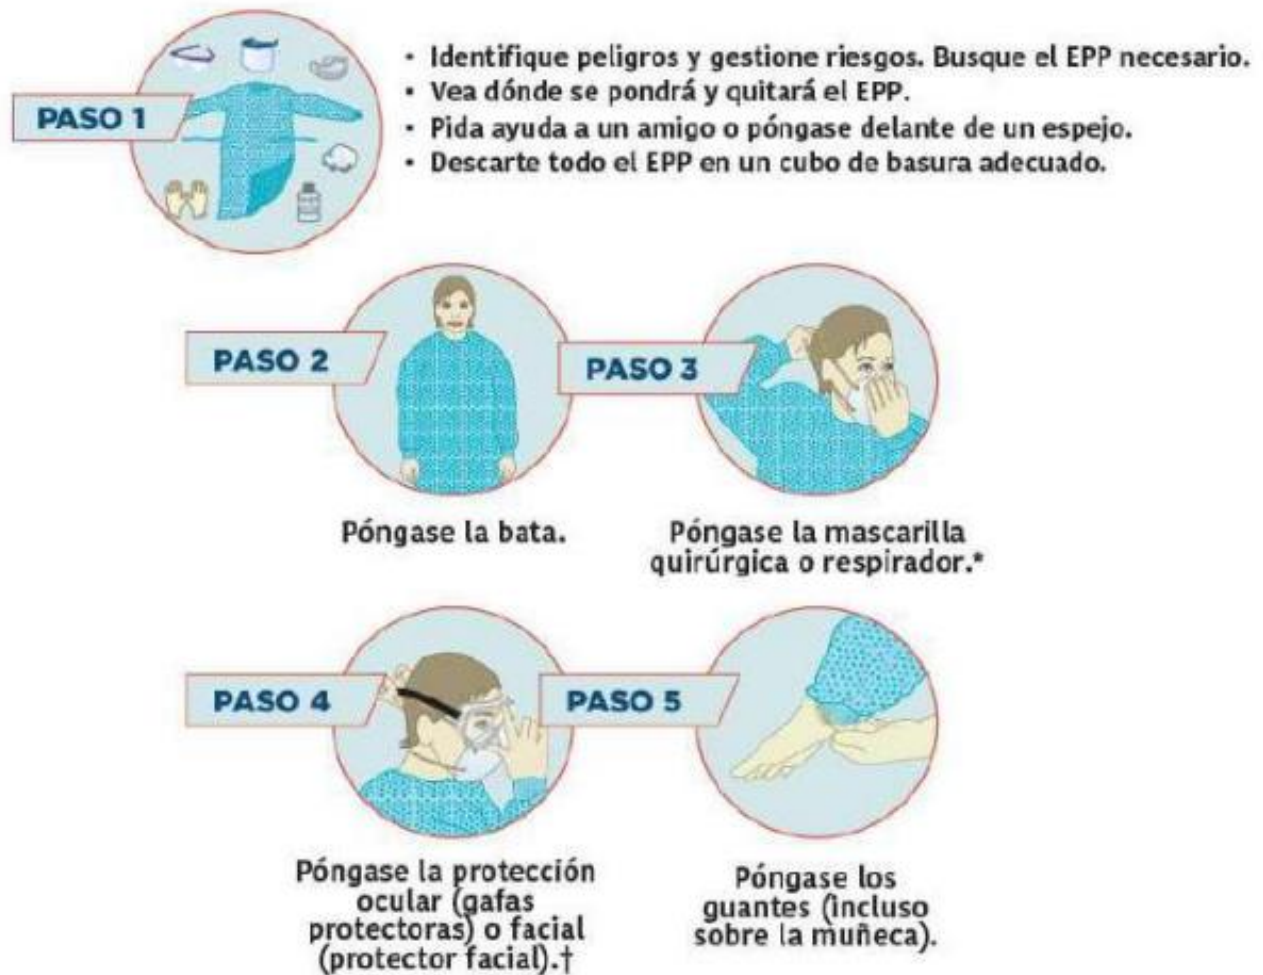 PASO 1
• Identifique peligros y gestione riesgos. Busque el EPP necesario.
• Vea dónde se pondrá y quitará el EPP.
• Pida ayuda a un amigo o póngase delante de un espejo.
• Descarte todo el EPP en un cubo de basura adecuado.
PASO 2
Póngase la bata.
PASO 3
Póngase la mascarilla
quirúrgica o respirador.*
PASO 4
Póngase la protección
ocular (gafas
protectoras) o facial
(protector facial).†
PASO 5
Póngase los
guantes (incluso
sobre la muñeca).